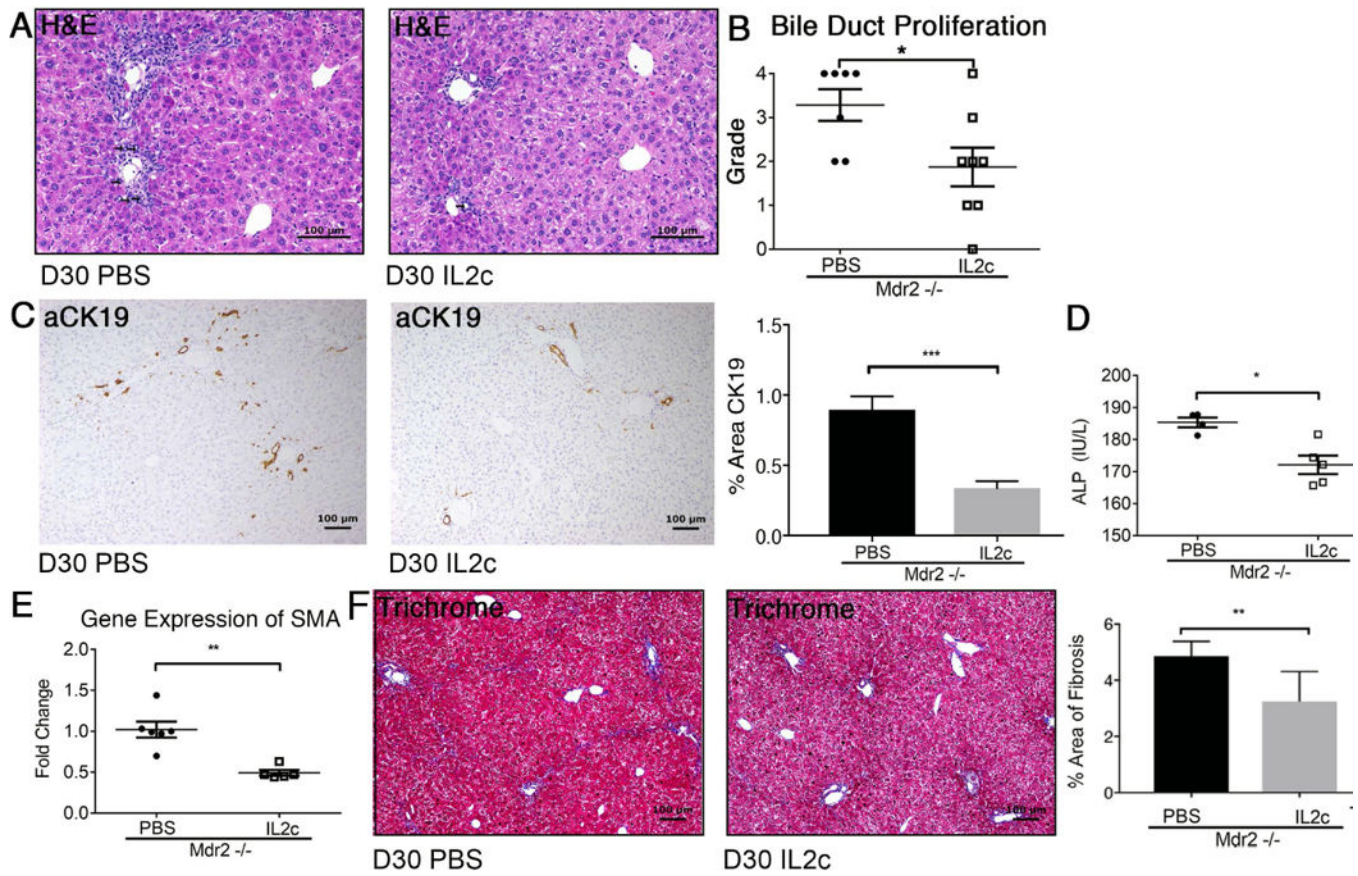 A H&E
H&E
100 μm
100 μm
D30 PBS
D30 IL2c
B Bile Duct Proliferation
*
4
3
2
1
0
Grade
PBS
IL2c
Mdr2 -/-
C aCK19
aCK19
100 μm
100 μm
D30 PBS
D30 IL2c
1.5
1.0
0.5
0.0
% Area CK19
***
PBS
IL2c
Mdr2 -/-
D
200
190
180
170
160
150
ALP (IU/L)
*
PBS
IL2c
Mdr2 -/-
E
Gene Expression of SMA
2.0
1.5
1.0
0.5
0.0
Fold Change
**
PBS
IL2c
Mdr2 -/-
F Trichrome
Trichrome
100 μm
100 μm
D30 PBS
D30 IL2c
6
4
2
0
% Area of Fibrosis
**
PBS
IL2c
Mdr2 -/-